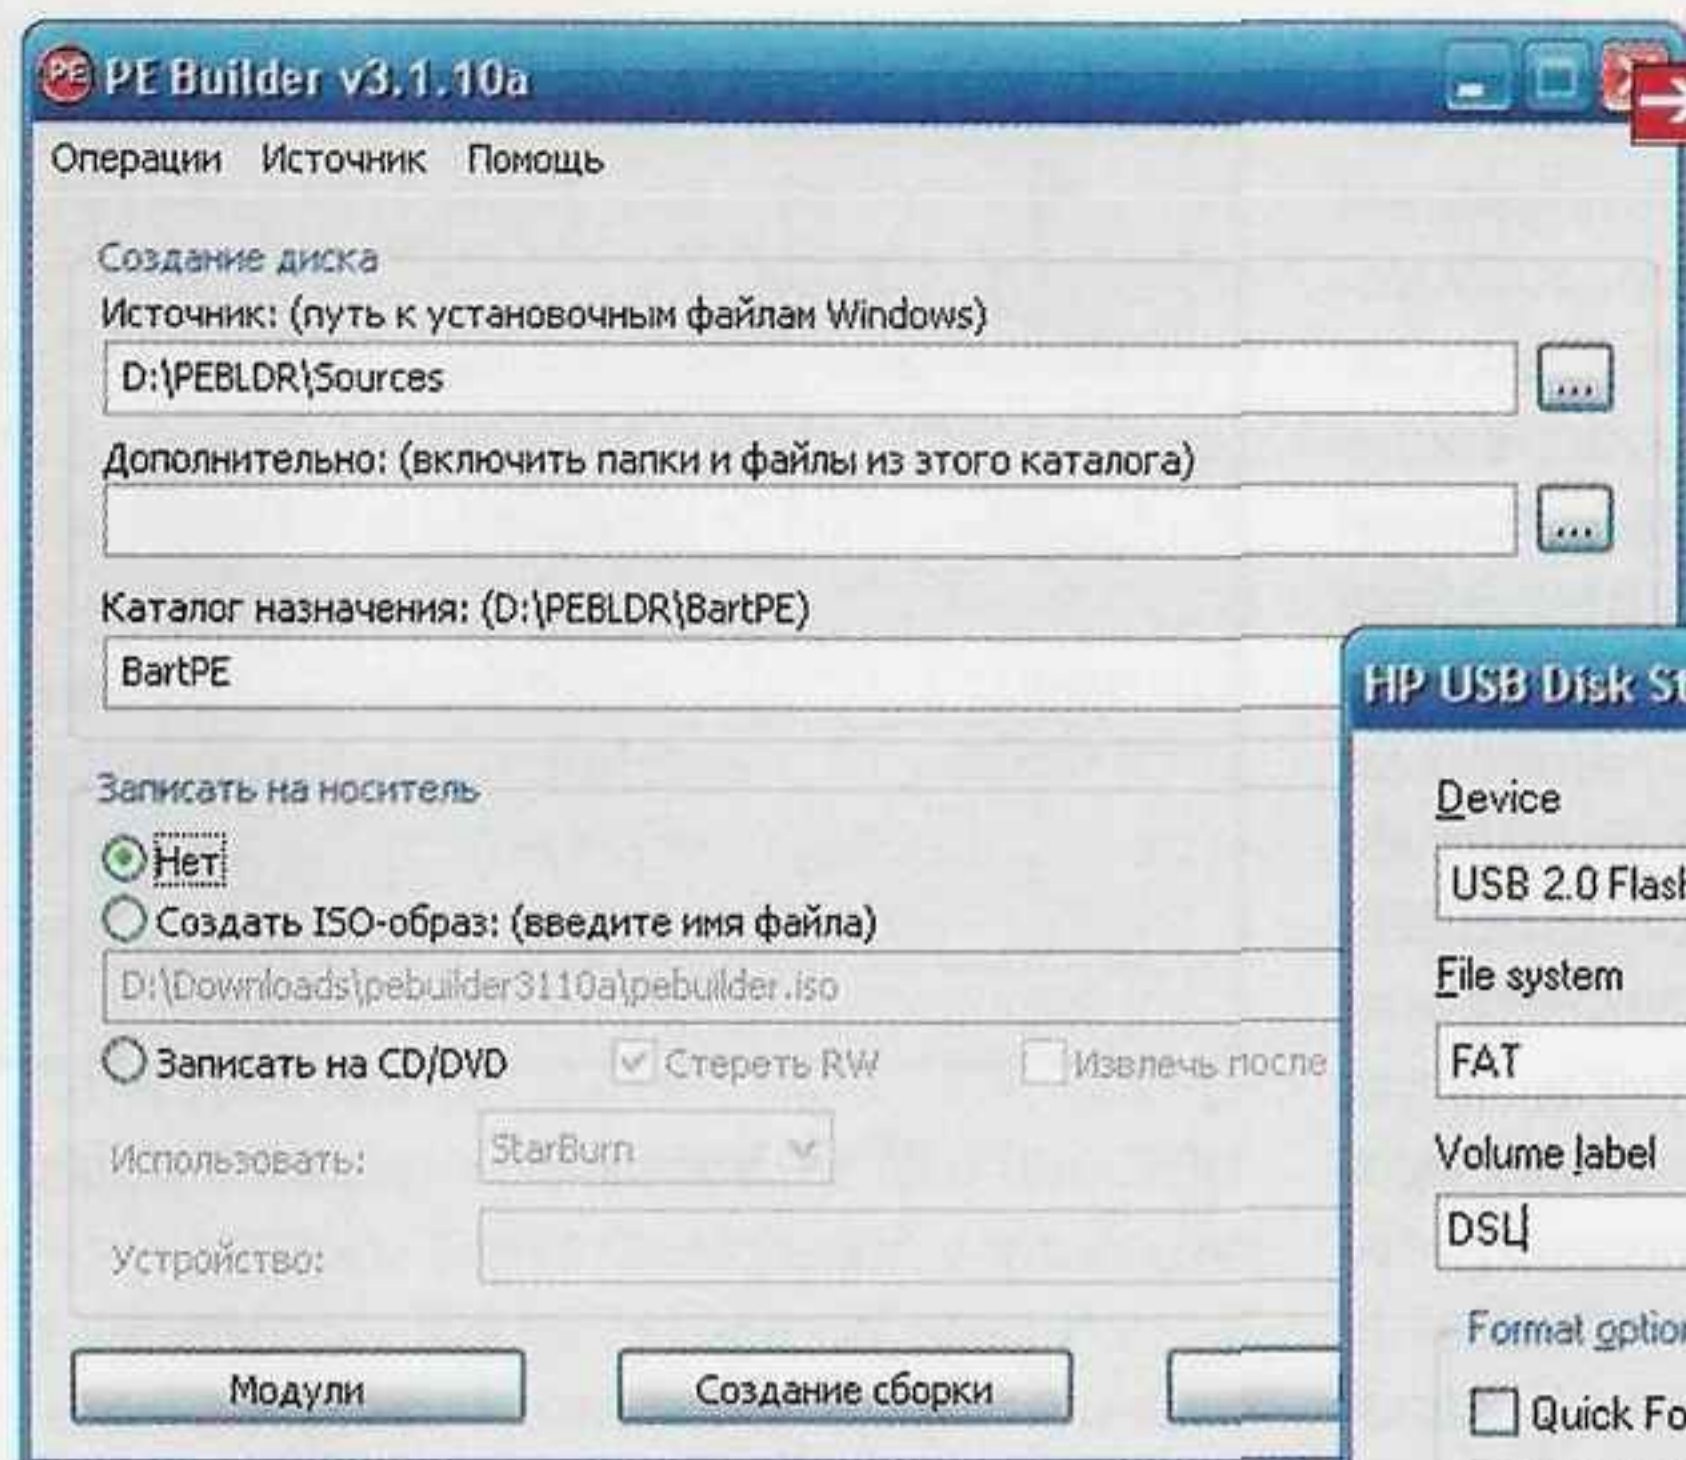 PE PE Builder v3.1.10a
Операции Источник Помощь
Создание диска
Источник: (путь к установочным файлам Windows)
D:\PEBLDR\Sources
...
Дополнительно: (включить папки и файлы из этого каталога)
...
Каталог назначения: (D:\PEBLDR\BartPE)
BartPE
Записать на носитель
Нет
Создать ISO-образ: (введите имя файла)
D:\Downloads\pebuilder3110a\pebuilder.iso
Записать на CD/DVD Стереть RW Извлечь после
Использовать: StarBurn
Устройство:
Модули Создание сборки
HP USB Disk St
Device
USB 2.0 Flash
File system
FAT
Volume label
DSL
Format option
Quick Fo